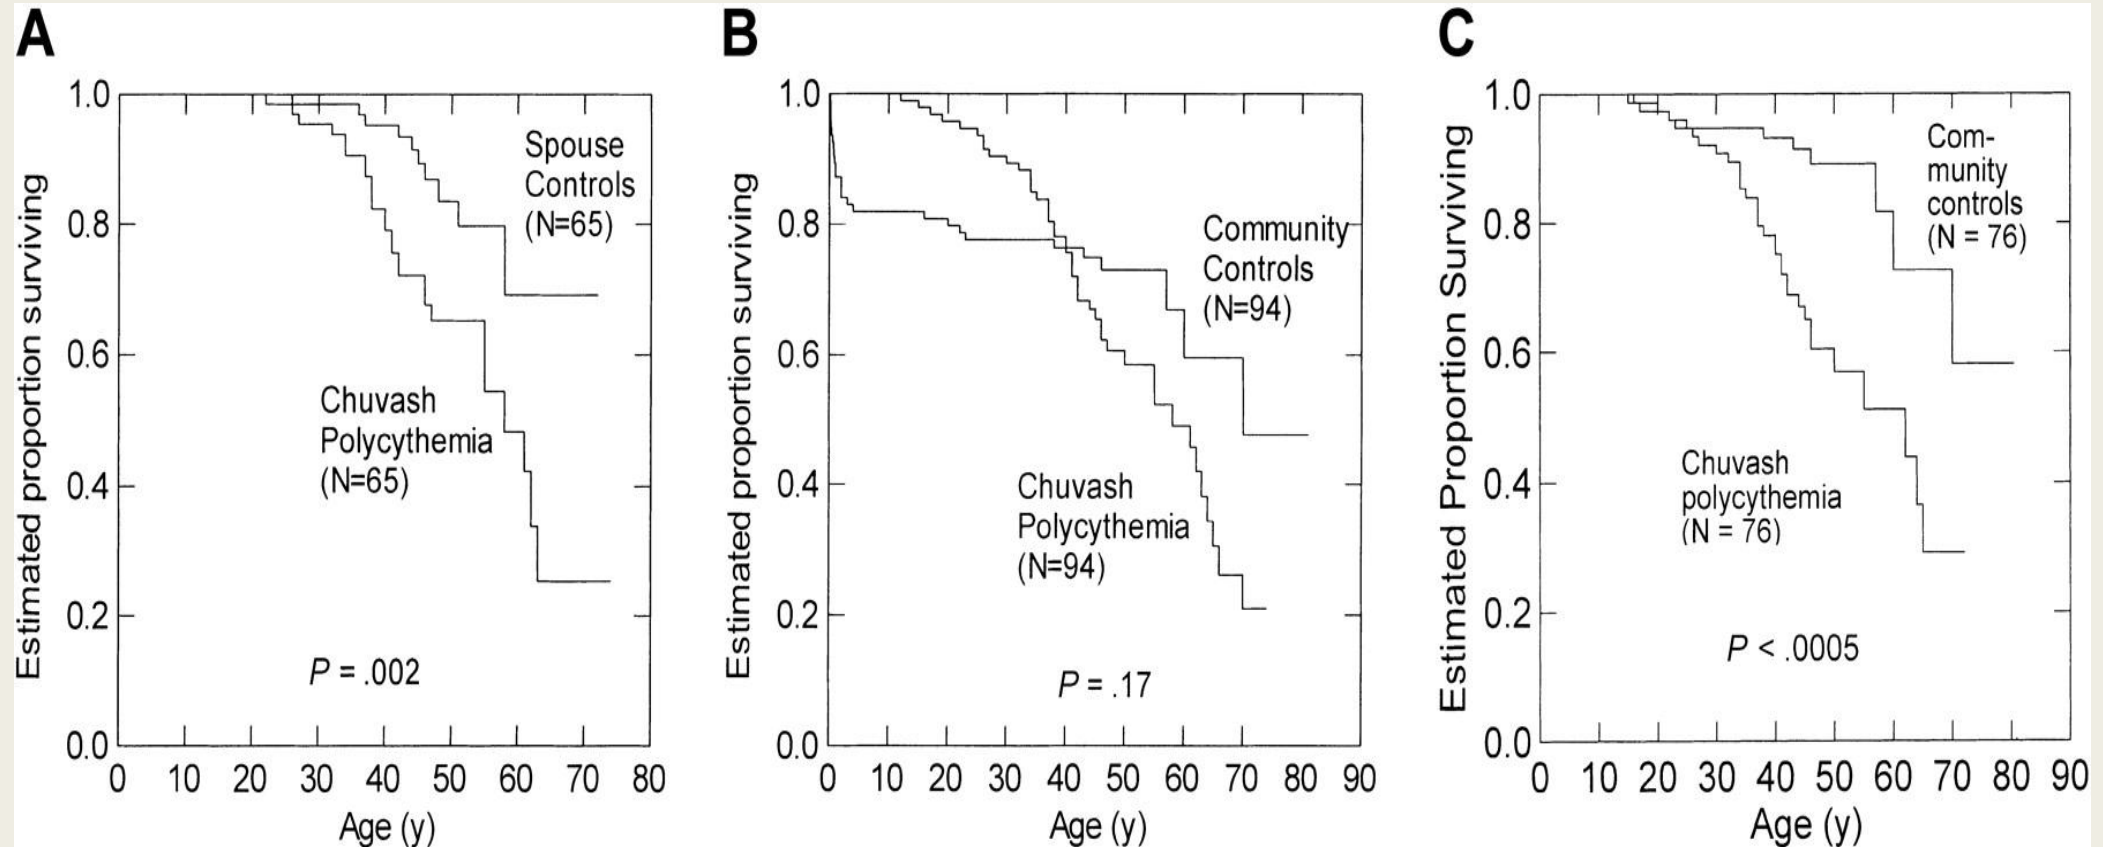 A
Estimated proportion surviving
1.0
0.8
0.6
0.4
0.2
0.0
Spouse
Controls
(N=65)
Chuvash
Polycythemia
(N=65)
P = .002
0 10 20 30 40 50 60 70 80
Age (y)
B
Estimated proportion surviving
1.0
0.8
0.6
0.4
0.2
0.0
Community
Controls
(N=94)
Chuvash
Polycythemia
(N=94)
P = .17
0 10 20 30 40 50 60 70 80 90
Age (y)
C
Estimated Proportion Surviving
1.0
0.8
0.6
0.4
0.2
0.0
Com-
munity
controls
(N = 76)
Chuvash
polycythemia
(N = 76)
P < .0005
0 10 20 30 40 50 60 70 80 90
Age (y)